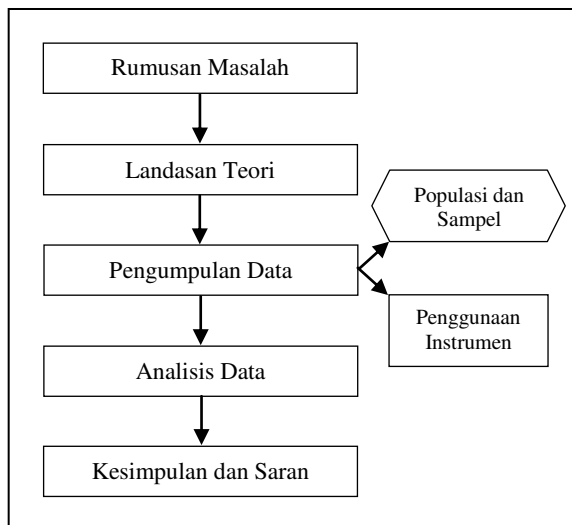 Rumusan Masalah
Landasan Teori
Populasi dan
Sampel
Pengumpulan Data
Penggunaan
Instrumen
Analisis Data
Kesimpulan dan Saran